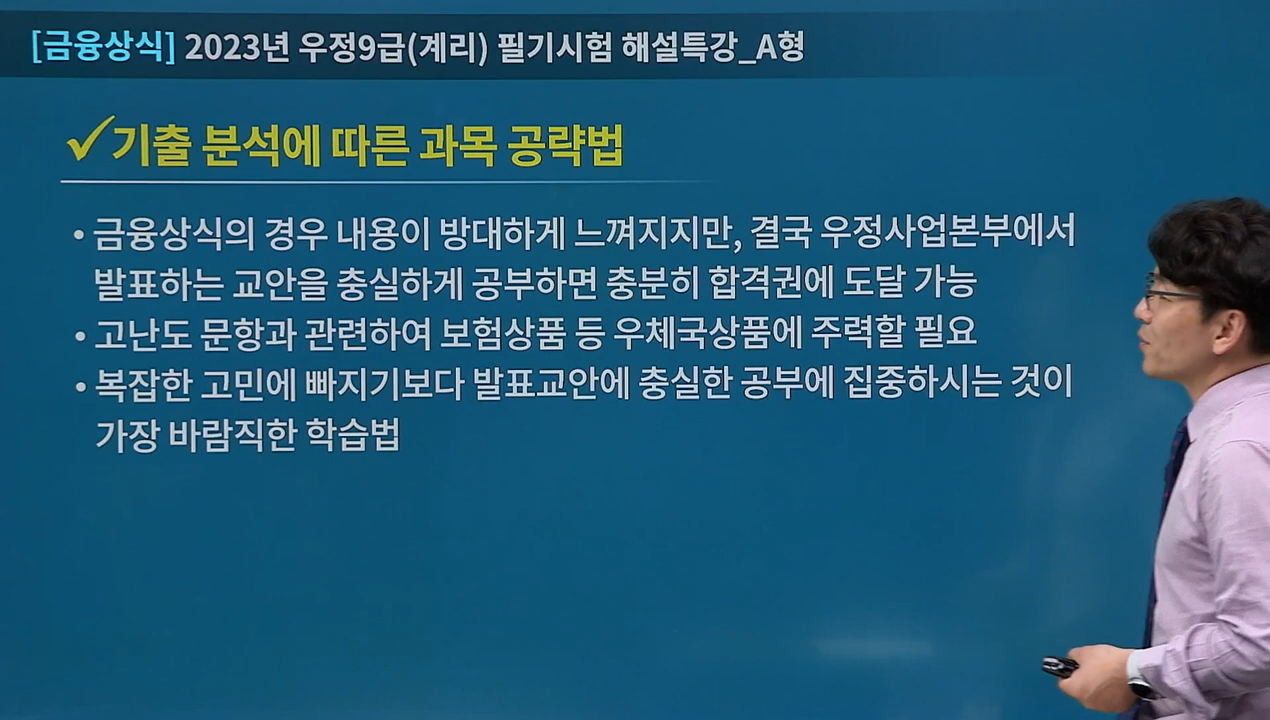 [금융상식] 2023년 우정9급(계리) 필기시험 해설특강_A형
✓기출 분석에 따른 과목 공략법
• 금융상식의 경우 내용이 방대하게 느껴지지만, 결국 우정사업본부에서
발표하는 교안을 충실하게 공부하면 충분히 합격권에 도달 가능
• 고난도 문항과 관련하여 보험상품 등 우체국상품에 주력할 필요
• 복잡한 고민에 빠지기보다 발표교안에 충실한 공부에 집중하시는 것이
가장 바람직한 학습법